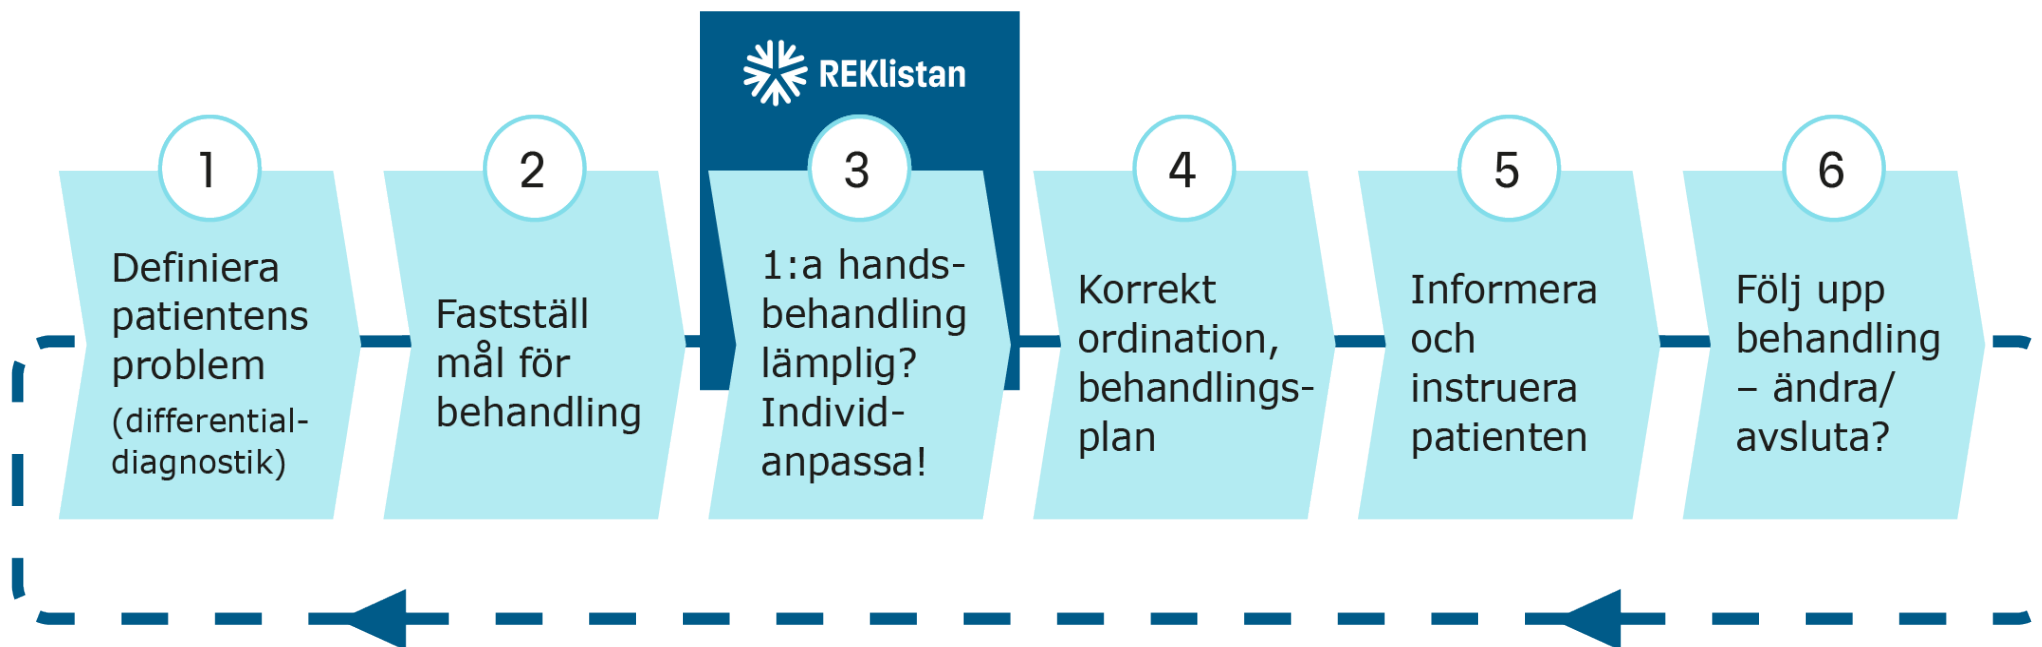 REKlistan
1
Definiera
patientens
problem
(differential-
diagnostik)
2
Fastställ
mål för
behandling
3
1:a hands-
behandling
lämplig?
Individ-
anpassa!
4
Korrekt
ordination,
behandlings-
plan
5
Informera
och
instruera
patienten
6
Följ upp
behandling
– ändra/
avsluta?